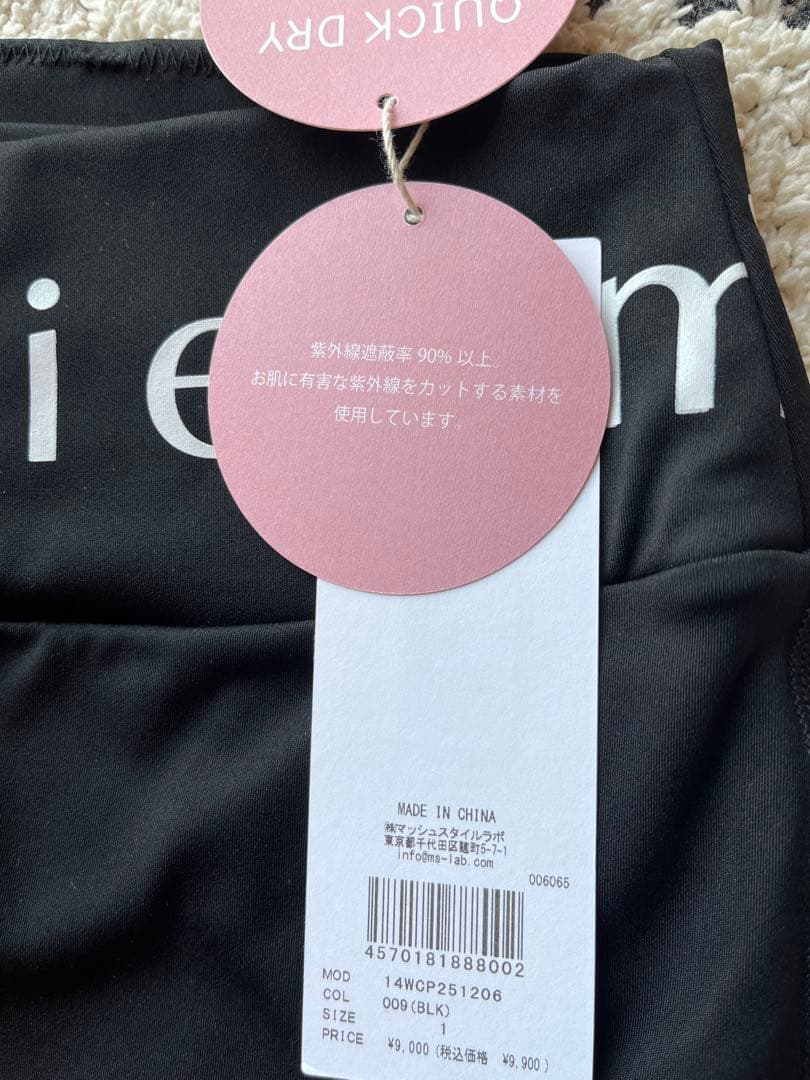 QUICK DRY
紫外線遮蔽率 90% 以上。
お肌に有害な紫外線をカットする素材を
使用しています。
ie m
MADE IN CHINA
㈱マッシュスタイルラボ
東京都千代田区麹町5-7-1
info@ms-lab.com
006065
4570181888002
MOD 14WCP251206
COL 009(BLK)
SIZE 1
PRICE ¥9,000(税込価格 ¥9,900)